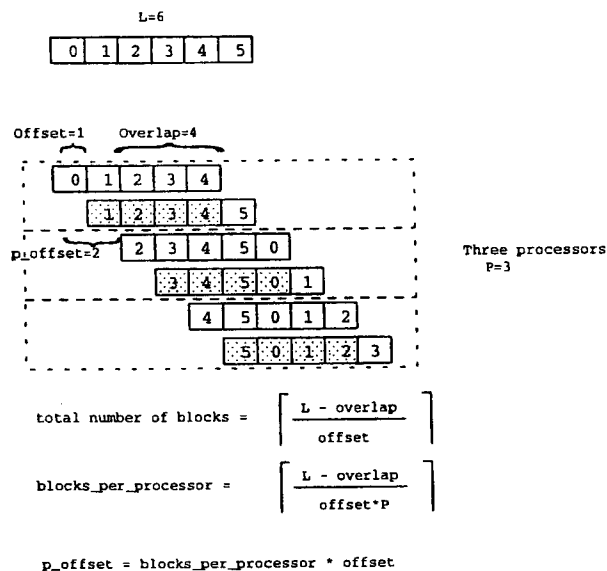 L=6
0 1 2 3 4 5
Offset=1 Overlap=4
0 1 2 3 4
1 2 3 4 5
p_offset=2 2 3 4 5 0
Three processors
3 4 5 0 1
P=3
4 5 0 1 2
5 0 1 2 3
total number of blocks = ⌈ L - overlap
offset ⌉
blocks_per_processor = ⌈ L - overlap
offset*P ⌉
p_offset = blocks_per_processor * offset